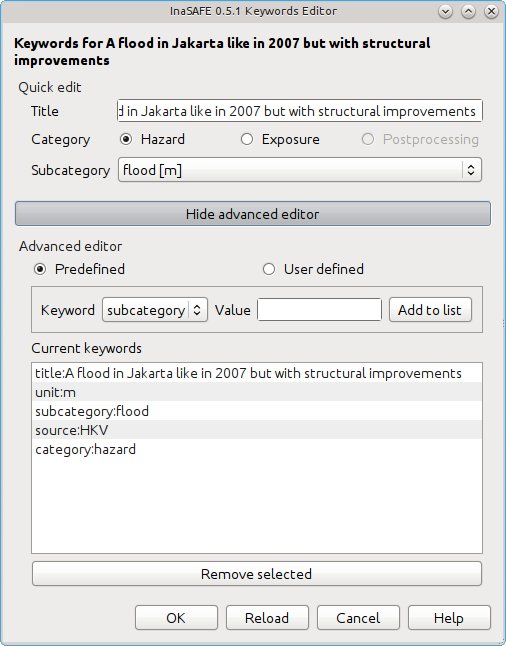 InaSAFE 0.5.1 Keywords Editor
Keywords for A flood in Jakarta like in 2007 but with structural
improvements
Quick edit
Title d in Jakarta like in 2007 but with structural improvements
Category Hazard Exposure Postprocessing
Subcategory flood [m]
Hide advanced editor
Advanced editor
Predefined User defined
Keyword subcategory Value Add to list
Current keywords
title:A flood in Jakarta like in 2007 but with structural improvements
unit:m
subcategory:flood
source:HKV
category:hazard
Remove selected
OK Reload Cancel Help